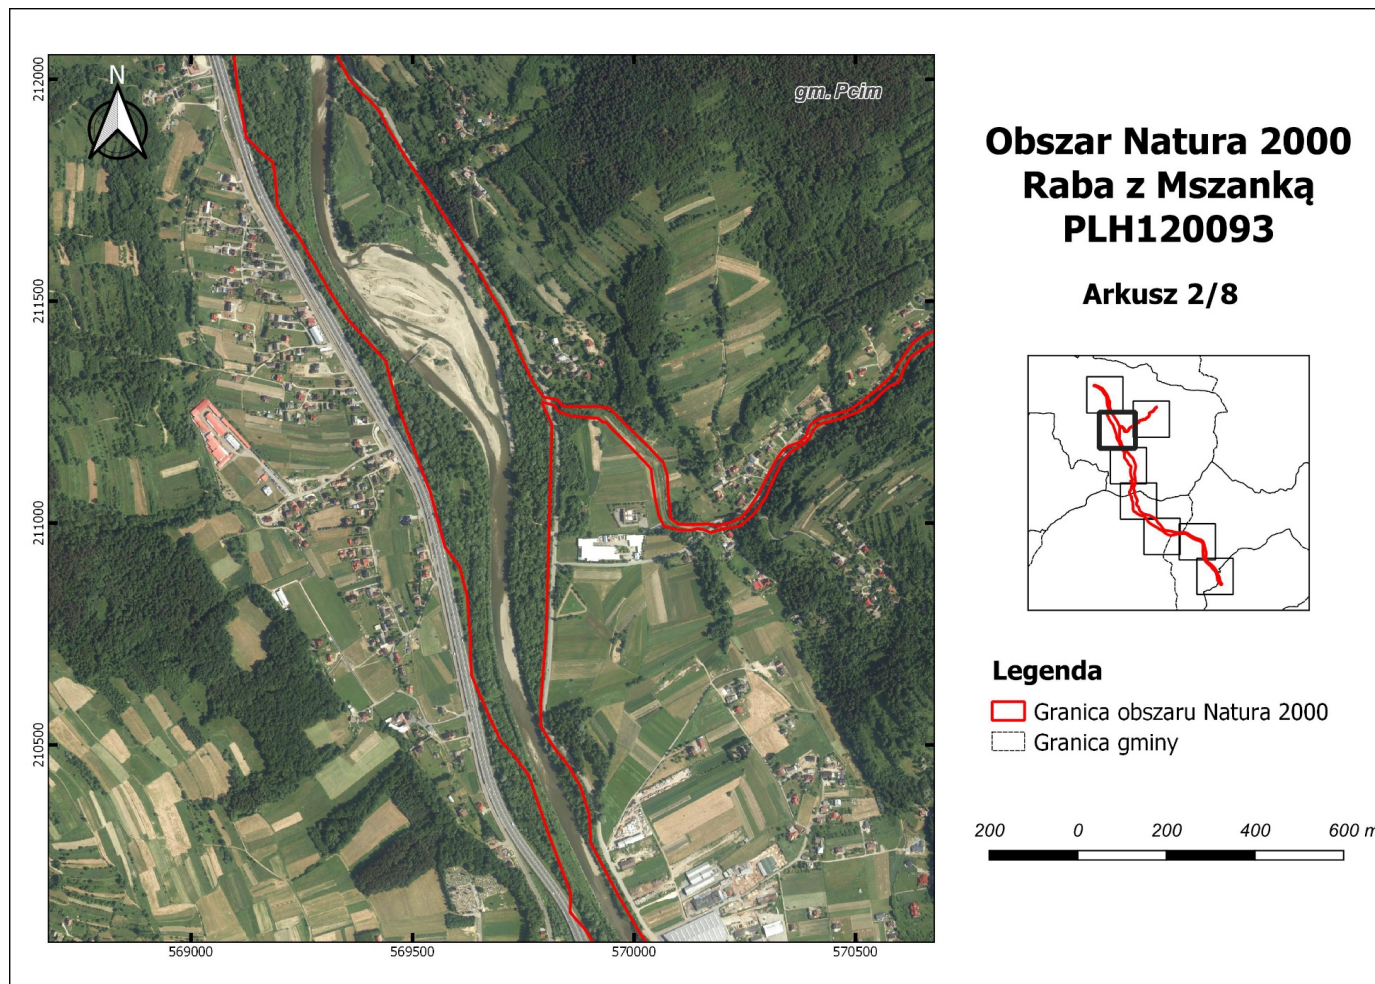 N
gm. Pcim
212000
211500
211000
210500
569000
569500
570000
570500
Obszar Natura 2000
Raba z Mszanką
PLH120093
Arkusz 2/8
Legenda
Granica obszaru Natura 2000
Granica gminy
200 0 200 400 600 m